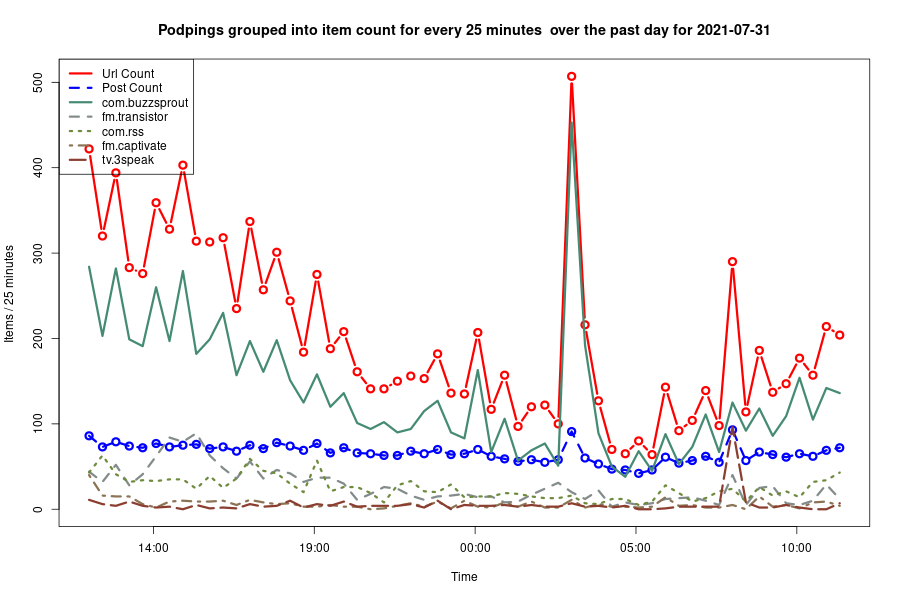 Podpings grouped into item count for every 25 minutes  over the past day for 2021-07-31
Url Count
Post Count
com.buzzsprout
fm.transistor
com.rss
fm.captivate
tv.3speak
Items / 25 minutes
500
400
300
200
100
0
14:00 19:00 00:00 05:00 10:00
Time